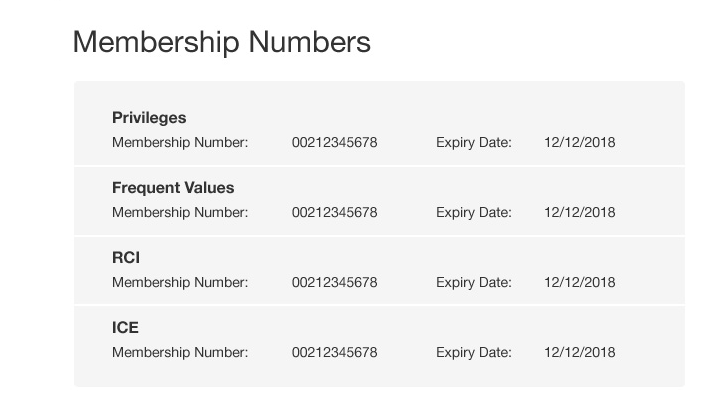 Membership Numbers
Privileges
Membership Number: 00212345678 Expiry Date: 12/12/2018
Frequent Values
Membership Number: 00212345678 Expiry Date: 12/12/2018
RCI
Membership Number: 00212345678 Expiry Date: 12/12/2018
ICE
Membership Number: 00212345678 Expiry Date: 12/12/2018